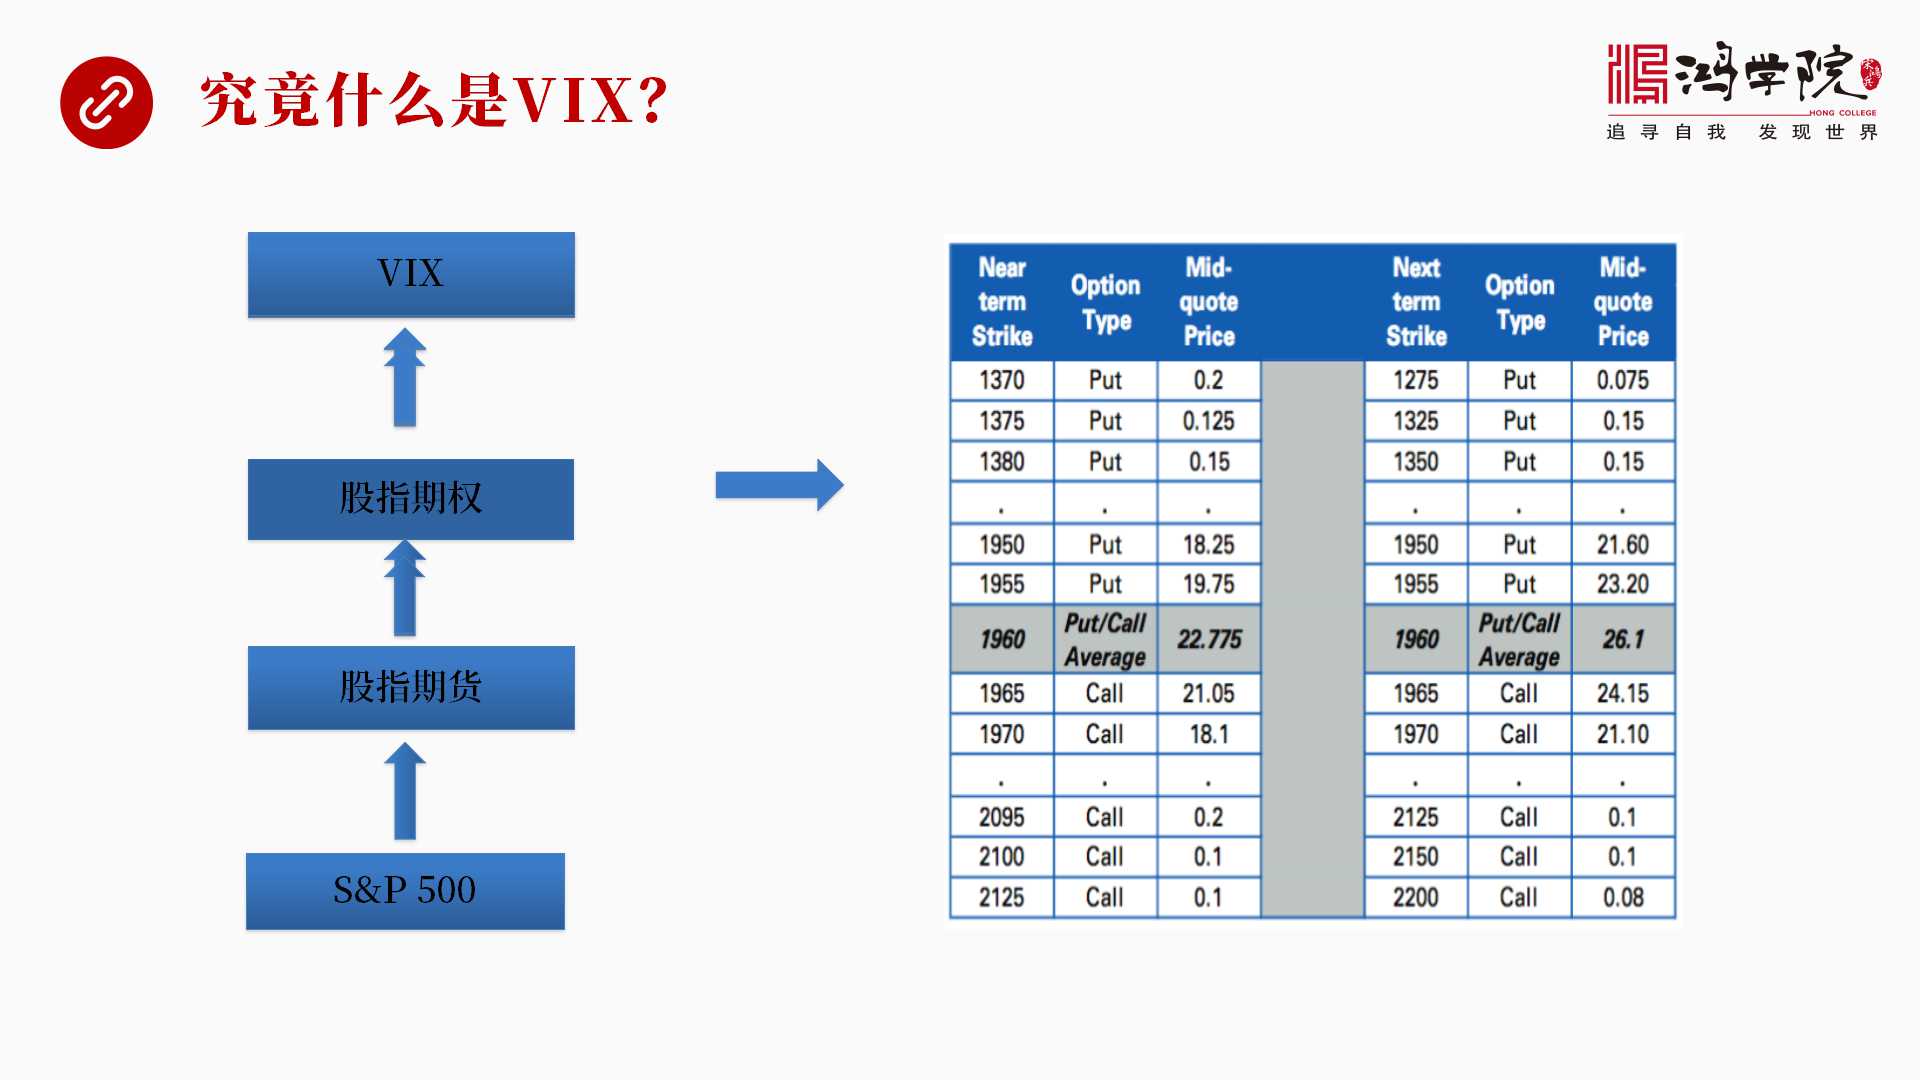 究竟什么是VIX？
鸿学院
宋鸿兵
HONG COLLEGE
追寻自我 发现世界
VIX
股指期权
股指期货
S&P 500
Near term Strike Option Type Mid-quote Price Next term Strike Option Type Mid-quote Price
1370 Put 0.2 1275 Put 0.075
1375 Put 0.125 1325 Put 0.15
1380 Put 0.15 1350 Put 0.15
. . . . . .
1950 Put 18.25 1950 Put 21.60
1955 Put 19.75 1955 Put 23.20
1960 Put/Call Average 22.775 1960 Put/Call Average 26.1
1965 Call 21.05 1965 Call 24.15
1970 Call 18.1 1970 Call 21.10
. . . . . .
2095 Call 0.2 2125 Call 0.1
2100 Call 0.1 2150 Call 0.1
2125 Call 0.1 2200 Call 0.08